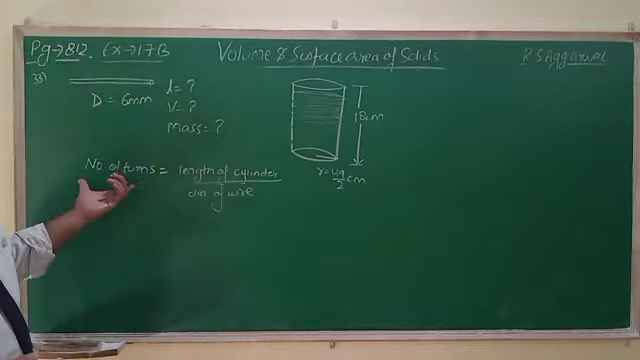 Pg→812. Ex→17B
Volume & Surface area of Solids
R.S Aggarwal
33)
D = 6mm
l = ?
V = ?
mass = ?
18cm
r = 49/2 cm
No of turns = length of cylinder / dia. of wire